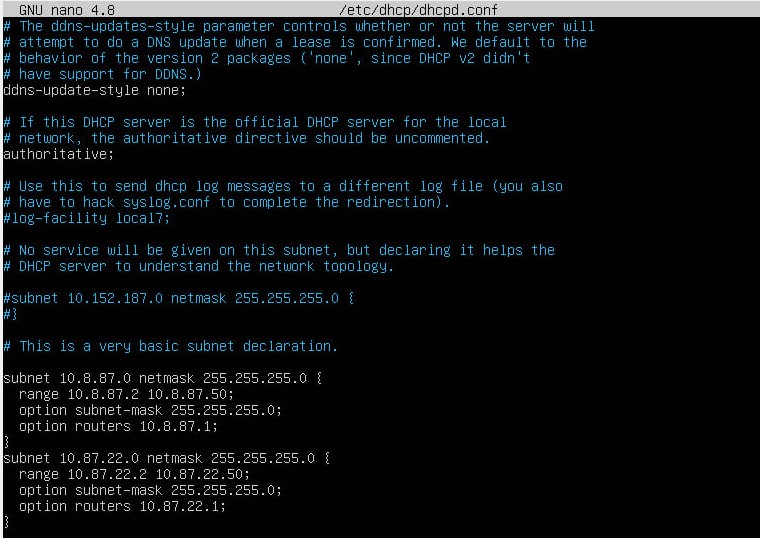 GNU nano 4.8 /etc/dhcp/dhcpd.conf
# The ddns-updates-style parameter controls whether or not the server will
# attempt to do a DNS update when a lease is confirmed. We default to the
# behavior of the version 2 packages ('none', since DHCP v2 didn't
# have support for DDNS.)
ddns-update-style none;

# If this DHCP server is the official DHCP server for the local
# network, the authoritative directive should be uncommented.
authoritative;

# Use this to send dhcp log messages to a different log file (you also
# have to hack syslog.conf to complete the redirection).
#log-facility local7;

# No service will be given on this subnet, but declaring it helps the
# DHCP server to understand the network topology.

#subnet 10.152.187.0 netmask 255.255.255.0 {
#}

# This is a very basic subnet declaration.

subnet 10.8.87.0 netmask 255.255.255.0 {
  range 10.8.87.2 10.8.87.50;
  option subnet-mask 255.255.255.0;
  option routers 10.8.87.1;
}
subnet 10.87.22.0 netmask 255.255.255.0 {
  range 10.87.22.2 10.87.22.50;
  option subnet-mask 255.255.255.0;
  option routers 10.87.22.1;
}